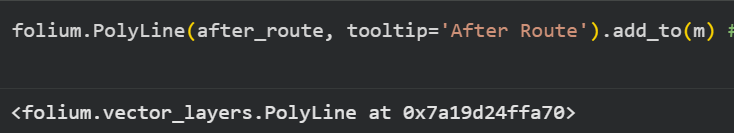 folium.PolyLine(after_route, tooltip='After Route').add_to(m) #
<folium.vector_layers.PolyLine at 0x7a19d24ffa70>